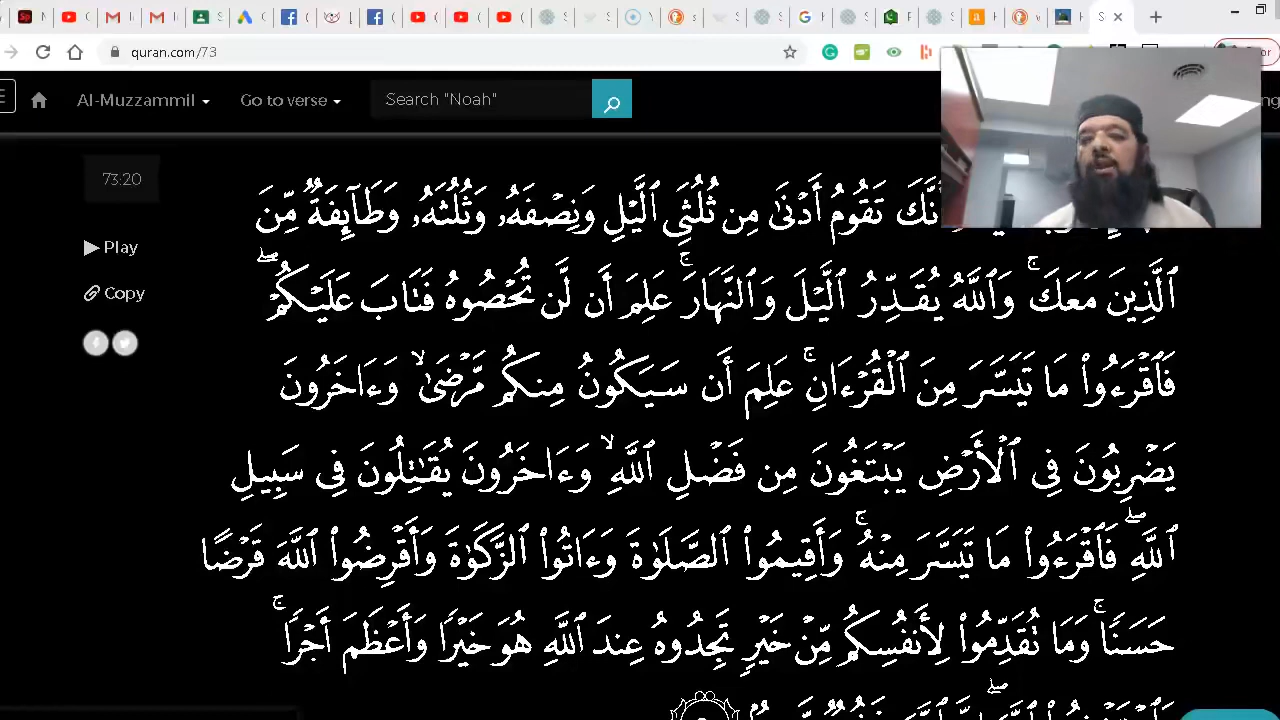 quran.com/73
Al-Muzzammil
Go to verse
Search "Noah"
73:20
Play
Copy
نَّكَ تَقُومُ أَدْنَىٰ مِن ثُلُثَىِ ٱلَّيْلِ وَنِصْفَهُۥ وَثُلُثَهُۥ وَطَآئِفَةٌ مِّنَ
ٱلَّذِينَ مَعَكَ ۚ وَٱللَّهُ يُقَدِّرُ ٱلَّيْلَ وَٱلنَّهَارَ ۚ عَلِمَ أَن لَّن تُحْصُوهُ فَتَابَ عَلَيْكُمْ ۖ
فَٱقْرَءُوا۟ مَا تَيَسَّرَ مِنَ ٱلْقُرْءَانِ ۚ عَلِمَ أَن سَيَكُونُ مِنكُم مَّرْضَىٰ ۙ وَءَاخَرُونَ
يَضْرِبُونَ فِى ٱلْأَرْضِ يَبْتَغُونَ مِن فَضْلِ ٱللَّهِ ۙ وَءَاخَرُونَ يُقَٰتِلُونَ فِى سَبِيلِ
ٱللَّهِ ۖ فَٱقْرَءُوا۟ مَا تَيَسَّرَ مِنْهُ ۚ وَأَقِيمُوا۟ ٱلصَّلَوٰةَ وَءَاتُوا۟ ٱلزَّكَوٰةَ وَأَقْرِضُوا۟ ٱللَّهَ قَرْضًا
حَسَنًا ۚ وَمَا تُقَدِّمُوا۟ لِأَنفُسِكُم مِّنْ خَيْرٍ تَجِدُوهُ عِندَ ٱللَّهِ هُوَ خَيْرًا وَأَعْظَمَ أَجْرًا ۚ